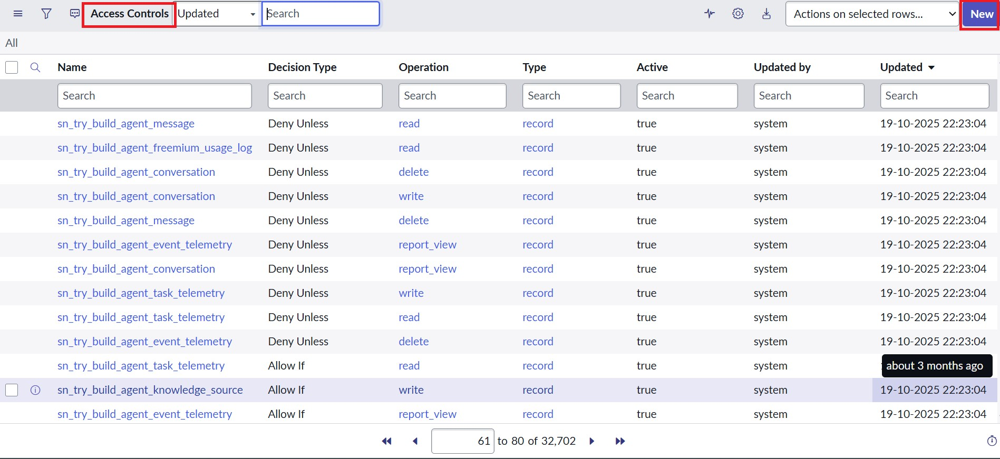 Access Controls Updated Search Actions on selected rows... New
All
Name Decision Type Operation Type Active Updated by Updated
Search Search Search Search Search Search Search
sn_try_build_agent_message Deny Unless read record true system 19-10-2025 22:23:04
sn_try_build_agent_freemium_usage_log Deny Unless read record true system 19-10-2025 22:23:04
sn_try_build_agent_conversation Deny Unless delete record true system 19-10-2025 22:23:04
sn_try_build_agent_conversation Deny Unless write record true system 19-10-2025 22:23:04
sn_try_build_agent_message Deny Unless delete record true system 19-10-2025 22:23:04
sn_try_build_agent_event_telemetry Deny Unless report_view record true system 19-10-2025 22:23:04
sn_try_build_agent_conversation Deny Unless report_view record true system 19-10-2025 22:23:04
sn_try_build_agent_task_telemetry Deny Unless write record true system 19-10-2025 22:23:04
sn_try_build_agent_task_telemetry Deny Unless read record true system 19-10-2025 22:23:04
sn_try_build_agent_event_telemetry Deny Unless delete record true system 19-10-2025 22:23:04
sn_try_build_agent_task_telemetry Allow If read record true system about 3 months ago
sn_try_build_agent_knowledge_source Allow If write record true system 19-10-2025 22:23:04
sn_try_build_agent_event_telemetry Allow If report_view record true system 19-10-2025 22:23:04
61 to 80 of 32,702